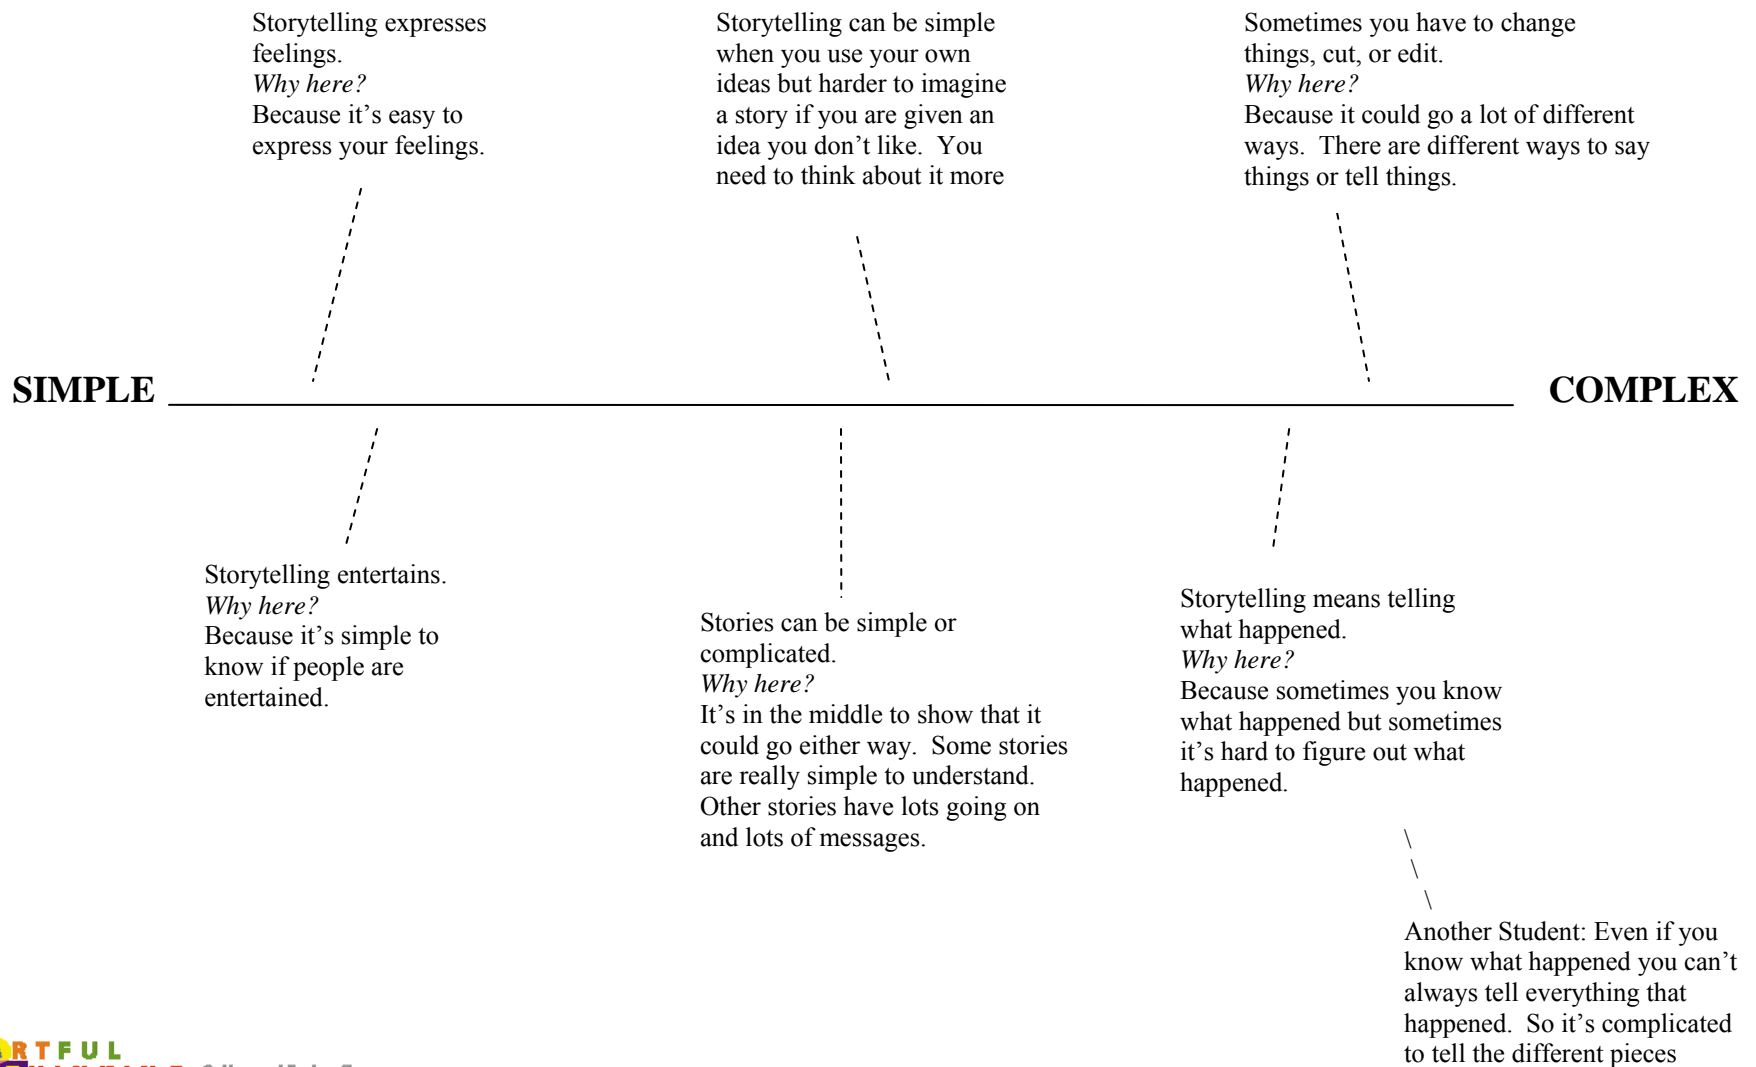 Storytelling expresses
feelings.
Why here?
Because it’s easy to
express your feelings.
Storytelling can be simple
when you use your own
ideas but harder to imagine
a story if you are given an
idea you don’t like.  You
need to think about it more
Sometimes you have to change
things, cut, or edit.
Why here?
Because it could go a lot of different
ways.  There are different ways to say
things or tell things.
SIMPLE
COMPLEX
Storytelling entertains.
Why here?
Because it’s simple to
know if people are
entertained.
Stories can be simple or
complicated.
Why here?
It’s in the middle to show that it
could go either way.  Some stories
are really simple to understand.
Other stories have lots going on
and lots of messages.
Storytelling means telling
what happened.
Why here?
Because sometimes you know
what happened but sometimes
it’s hard to figure out what
happened.
Another Student: Even if you
know what happened you can’t
always tell everything that
happened.  So it’s complicated
to tell the different pieces
ARTFUL